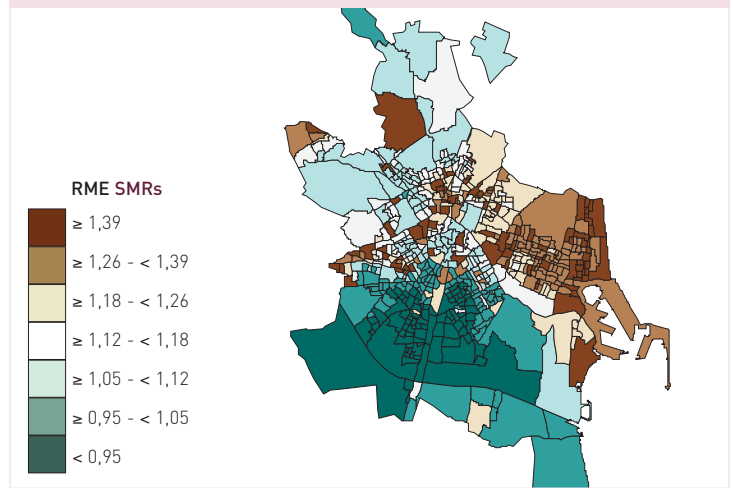 RME SMRs
≥ 1,39
≥ 1,26 - < 1,39
≥ 1,18 - < 1,26
≥ 1,12 - < 1,18
≥ 1,05 - < 1,12
≥ 0,95 - < 1,05
< 0,95